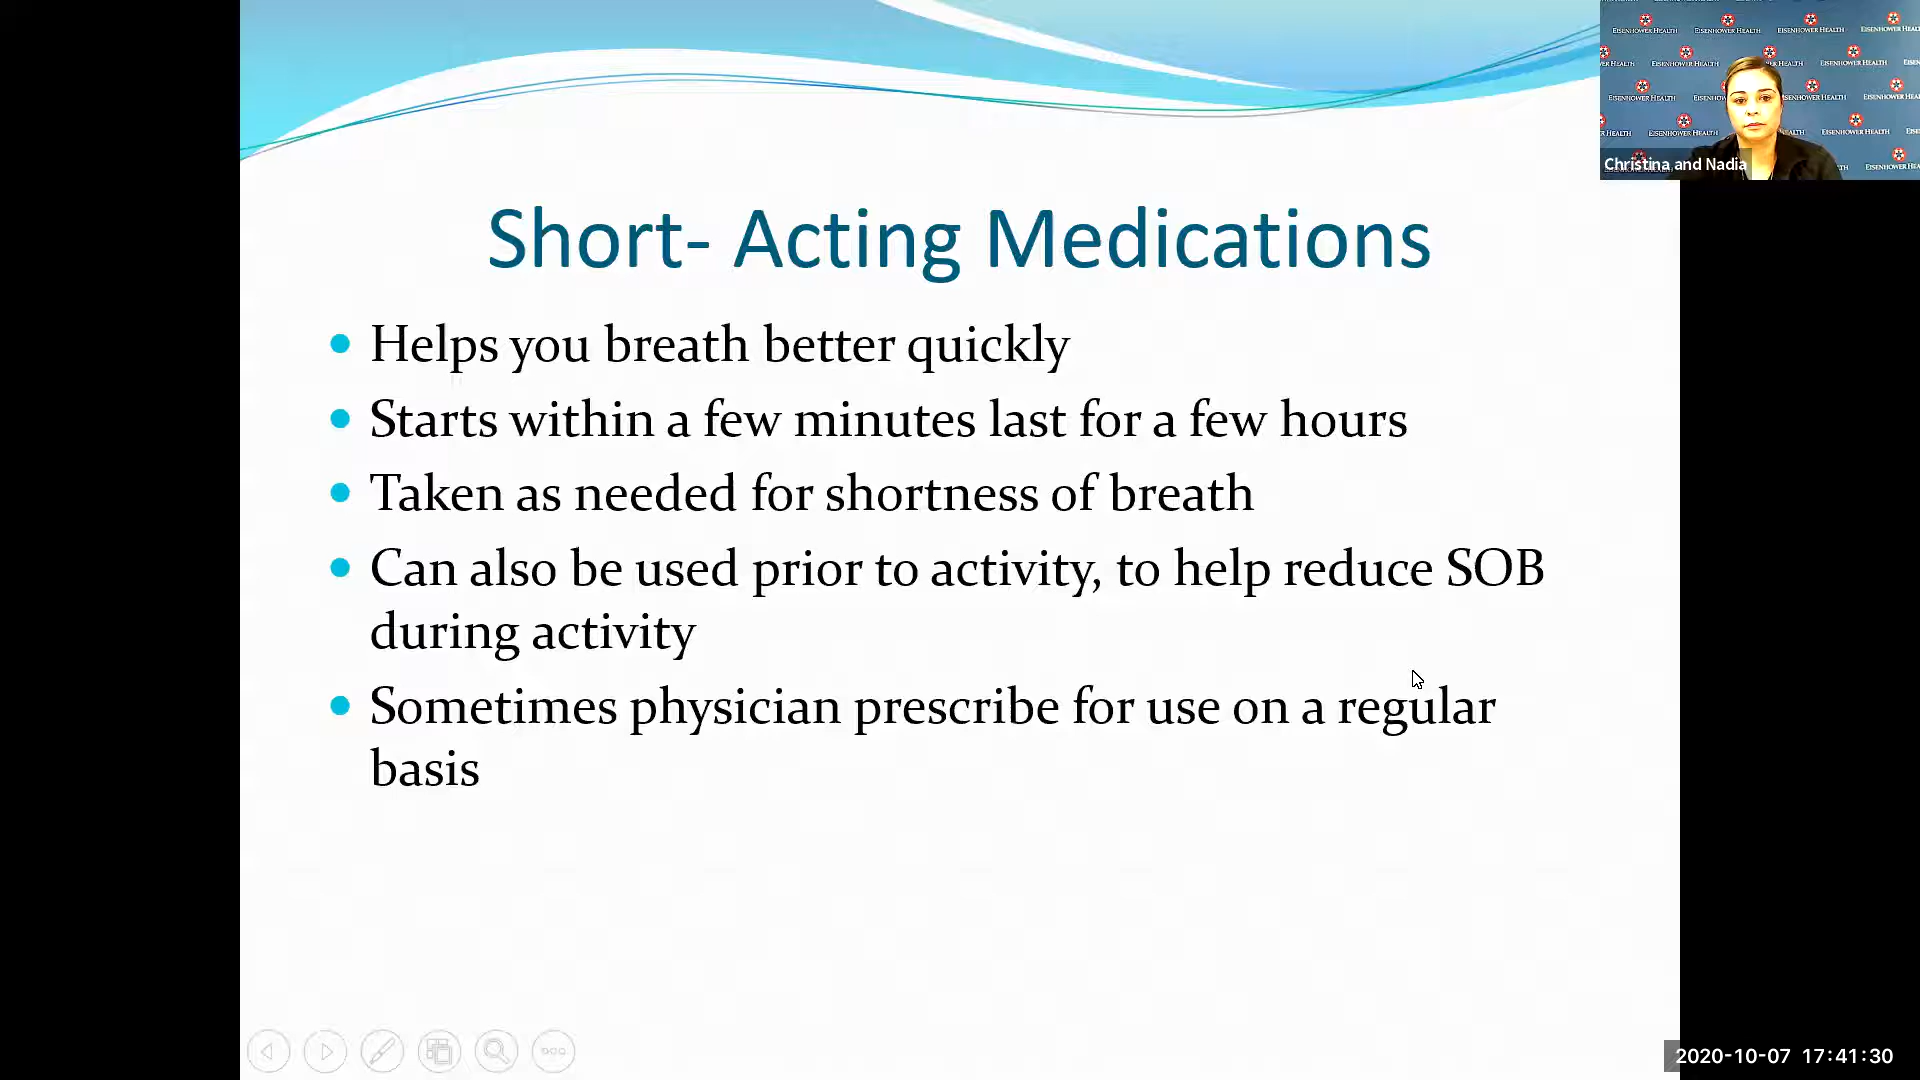 Short- Acting Medications
Helps you breath better quickly
Starts within a few minutes last for a few hours
Taken as needed for shortness of breath
Can also be used prior to activity, to help reduce SOB
during activity
Sometimes physician prescribe for use on a regular
basis
EISENHOWER HEALTH
Christina and Nadia
2020-10-07 17:41:30